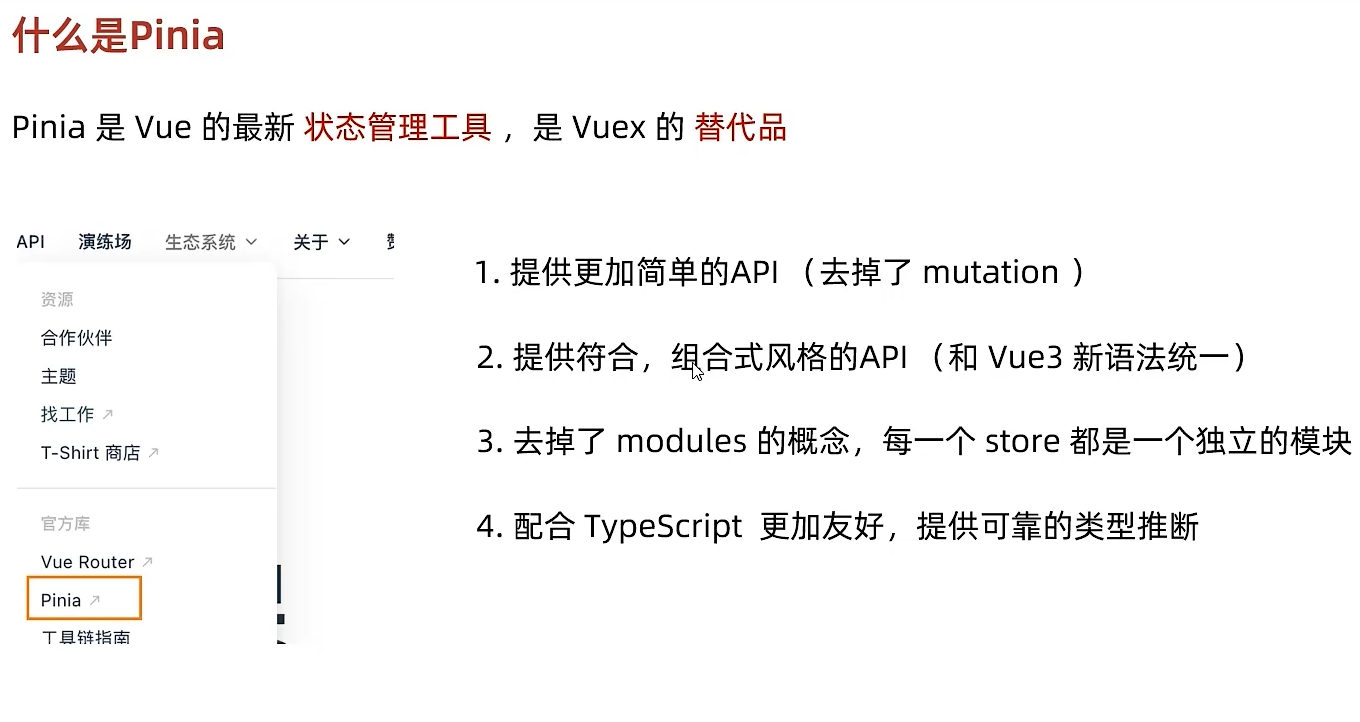 什么是Pinia
Pinia 是 Vue 的最新 状态管理工具 ，是 Vuex 的 替代品
API 演练场 生态系统 关于
资源
合作伙伴
主题
找工作
T-Shirt 商店
官方库
Vue Router
Pinia
工具链指南
1. 提供更加简单的API （去掉了 mutation ）
2. 提供符合，组合式风格的API （和 Vue3 新语法统一）
3. 去掉了 modules 的概念，每一个 store 都是一个独立的模块
4. 配合 TypeScript 更加友好，提供可靠的类型推断